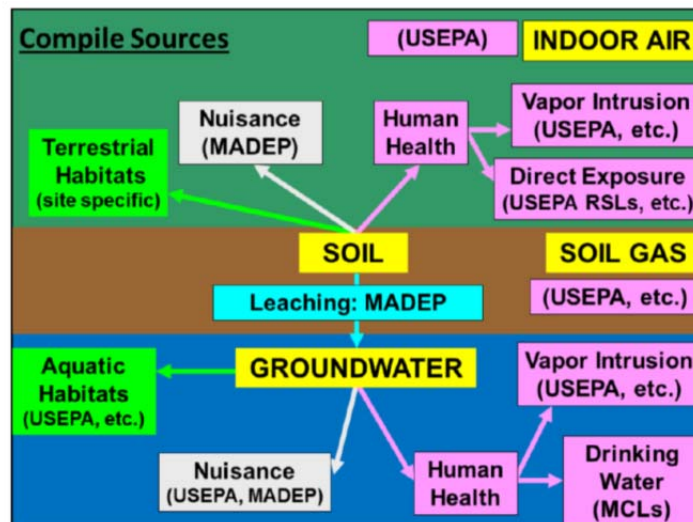 Compile Sources
(USEPA)
INDOOR AIR
Nuisance
(MADEP)
Human
Health
Vapor Intrusion
(USEPA, etc.)
Terrestrial
Habitats
(site specific)
Direct Exposure
(USEPA RSLs, etc.)
SOIL
SOIL GAS
(USEPA, etc.)
Leaching: MADEP
GROUNDWATER
Aquatic
Habitats
(USEPA, etc.)
Vapor Intrusion
(USEPA, etc.)
Nuisance
(USEPA, MADEP)
Human
Health
Drinking
Water
(MCLs)